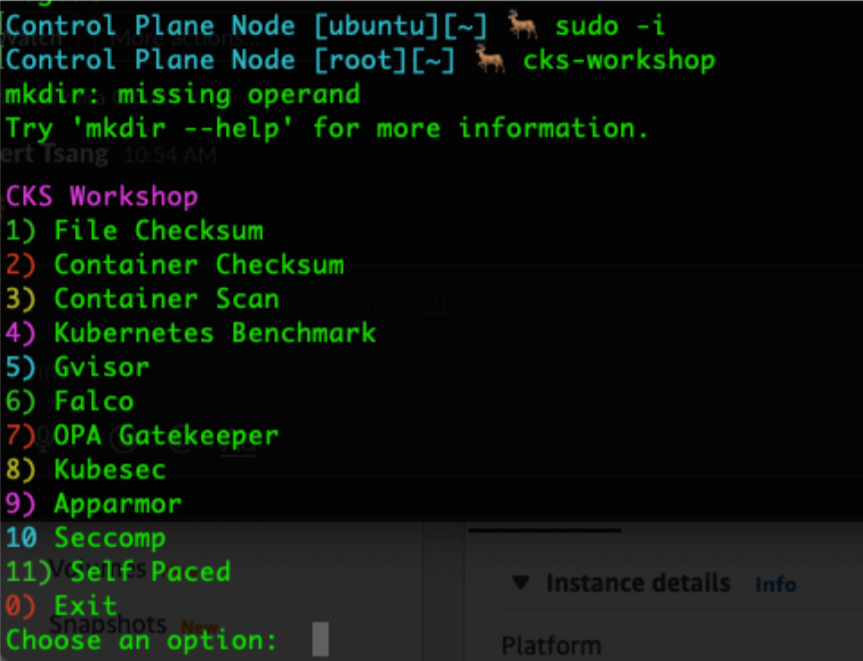 Control Plane Node [ubuntu][~] 🐐 sudo -i
Control Plane Node [root][~] 🐐 cks-workshop
mkdir: missing operand
Try 'mkdir --help' for more information.
ert Tsang 10:54 AM
CKS Workshop
1) File Checksum
2) Container Checksum
3) Container Scan
4) Kubernetes Benchmark
5) Gvisor
6) Falco
7) OPA Gatekeeper
8) Kubesec
9) Apparmor
10 Seccomp
11) Self Paced
0) Exit
Choose an option:
Volumes
Snapshots New
Instance details Info
Platform